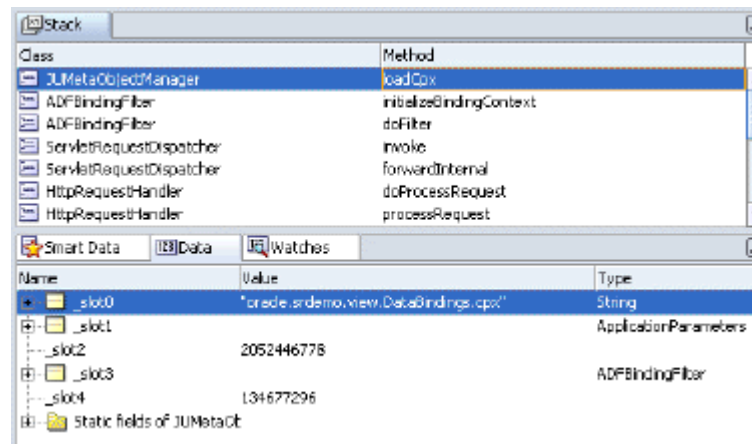 Stack
Class Method
JUMetaObjectManager loadCpx
ADFBindingFilter initializeBindingContext
ADFBindingFilter doFilter
ServletRequestDispatcher invoke
ServletRequestDispatcher forwardInternal
HttpRequestHandler doProcessRequest
HttpRequestHandler processRequest
Smart Data Data Watches
Name Value Type
_slot0 "oracle.srdemo.view.DataBindings.cpx" String
_slot1 ApplicationParameters
_slot2 2052446778
_slot3 ADFBindingFilter
_slot4 134677296
Static fields of JUMetaOb